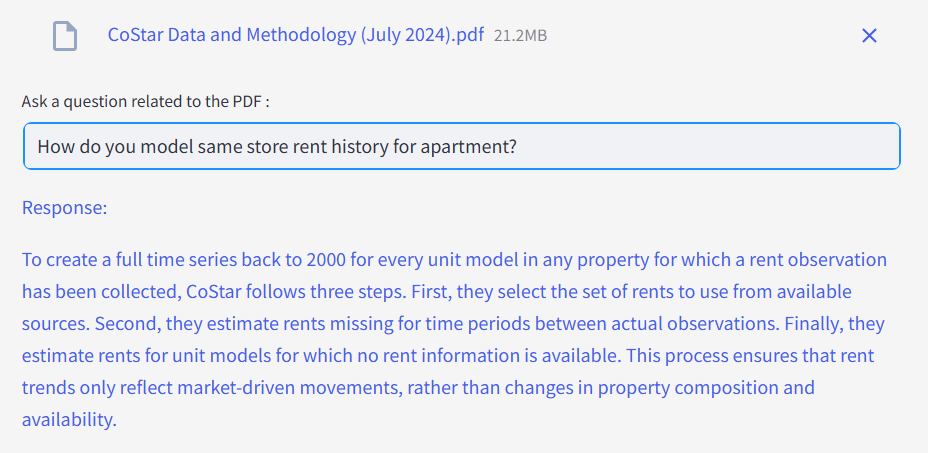 CoStar Data and Methodology (July 2024).pdf 21.2MB
Ask a question related to the PDF :
How do you model same store rent history for apartment?
Response:
To create a full time series back to 2000 for every unit model in any property for which a rent observation
has been collected, CoStar follows three steps. First, they select the set of rents to use from available
sources. Second, they estimate rents missing for time periods between actual observations. Finally, they
estimate rents for unit models for which no rent information is available. This process ensures that rent
trends only reflect market-driven movements, rather than changes in property composition and
availability.